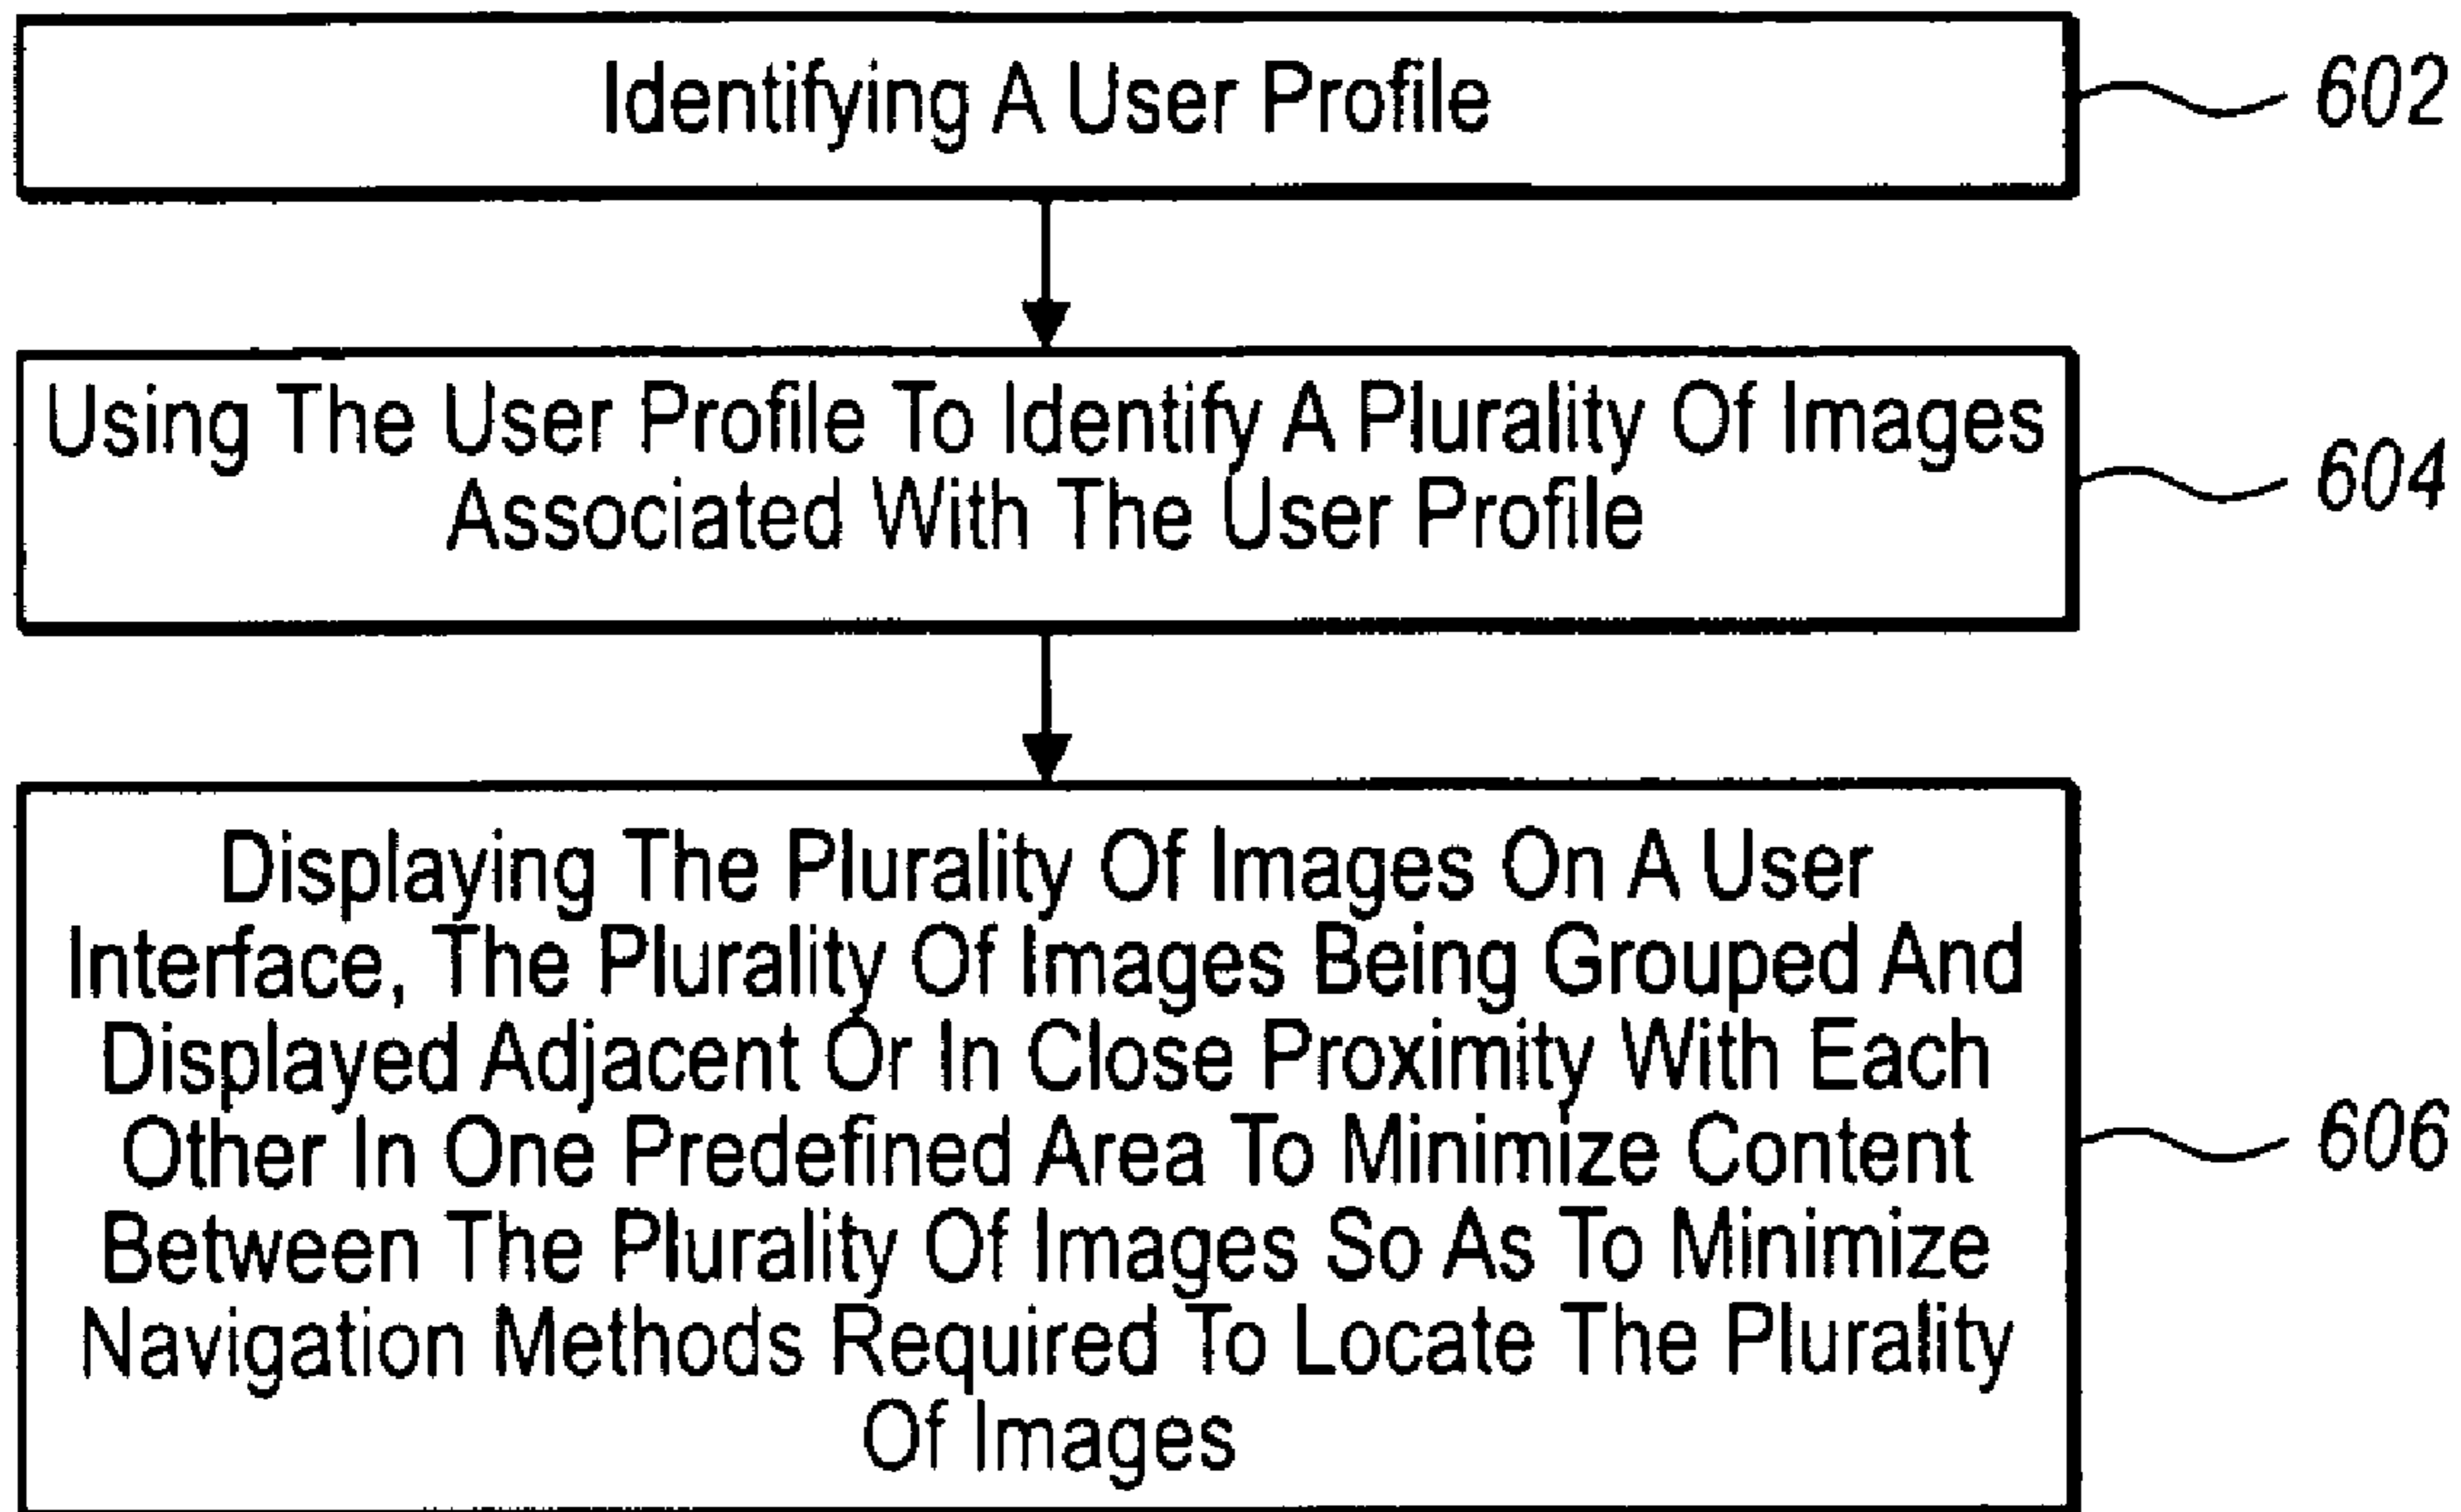 Identifying A User Profile
602
Using The User Profile To Identify A Plurality Of Images
Associated With The User Profile
604
Displaying The Plurality Of Images On A User
Interface, The Plurality Of Images Being Grouped And
Displayed Adjacent Or In Close Proximity With Each
Other In One Predefined Area To Minimize Content
Between The Plurality Of Images So As To Minimize
Navigation Methods Required To Locate The Plurality
Of Images
606